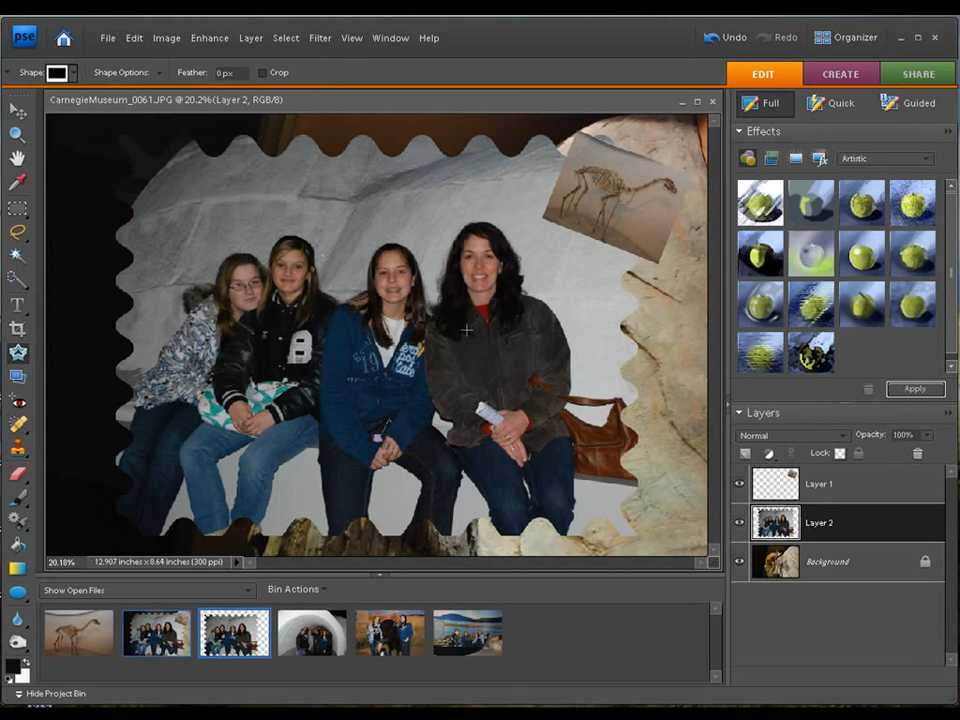 pse File Edit Image Enhance Layer Select Filter View Window Help Undo Redo Organizer
Shape: Shape Options: Feather: 0 px Crop EDIT CREATE SHARE
CarnegieMuseum_0061.JPG @ 20.2% (Layer 2, RGB/8) Full Quick Guided
Effects
Artistic
Apply
Layers
Normal Opacity: 100%
Lock:
Layer 1
Layer 2
Background
20.18% 12.907 inches x 8.64 inches (300 ppi)
Show Open Files Bin Actions
Hide Project Bin